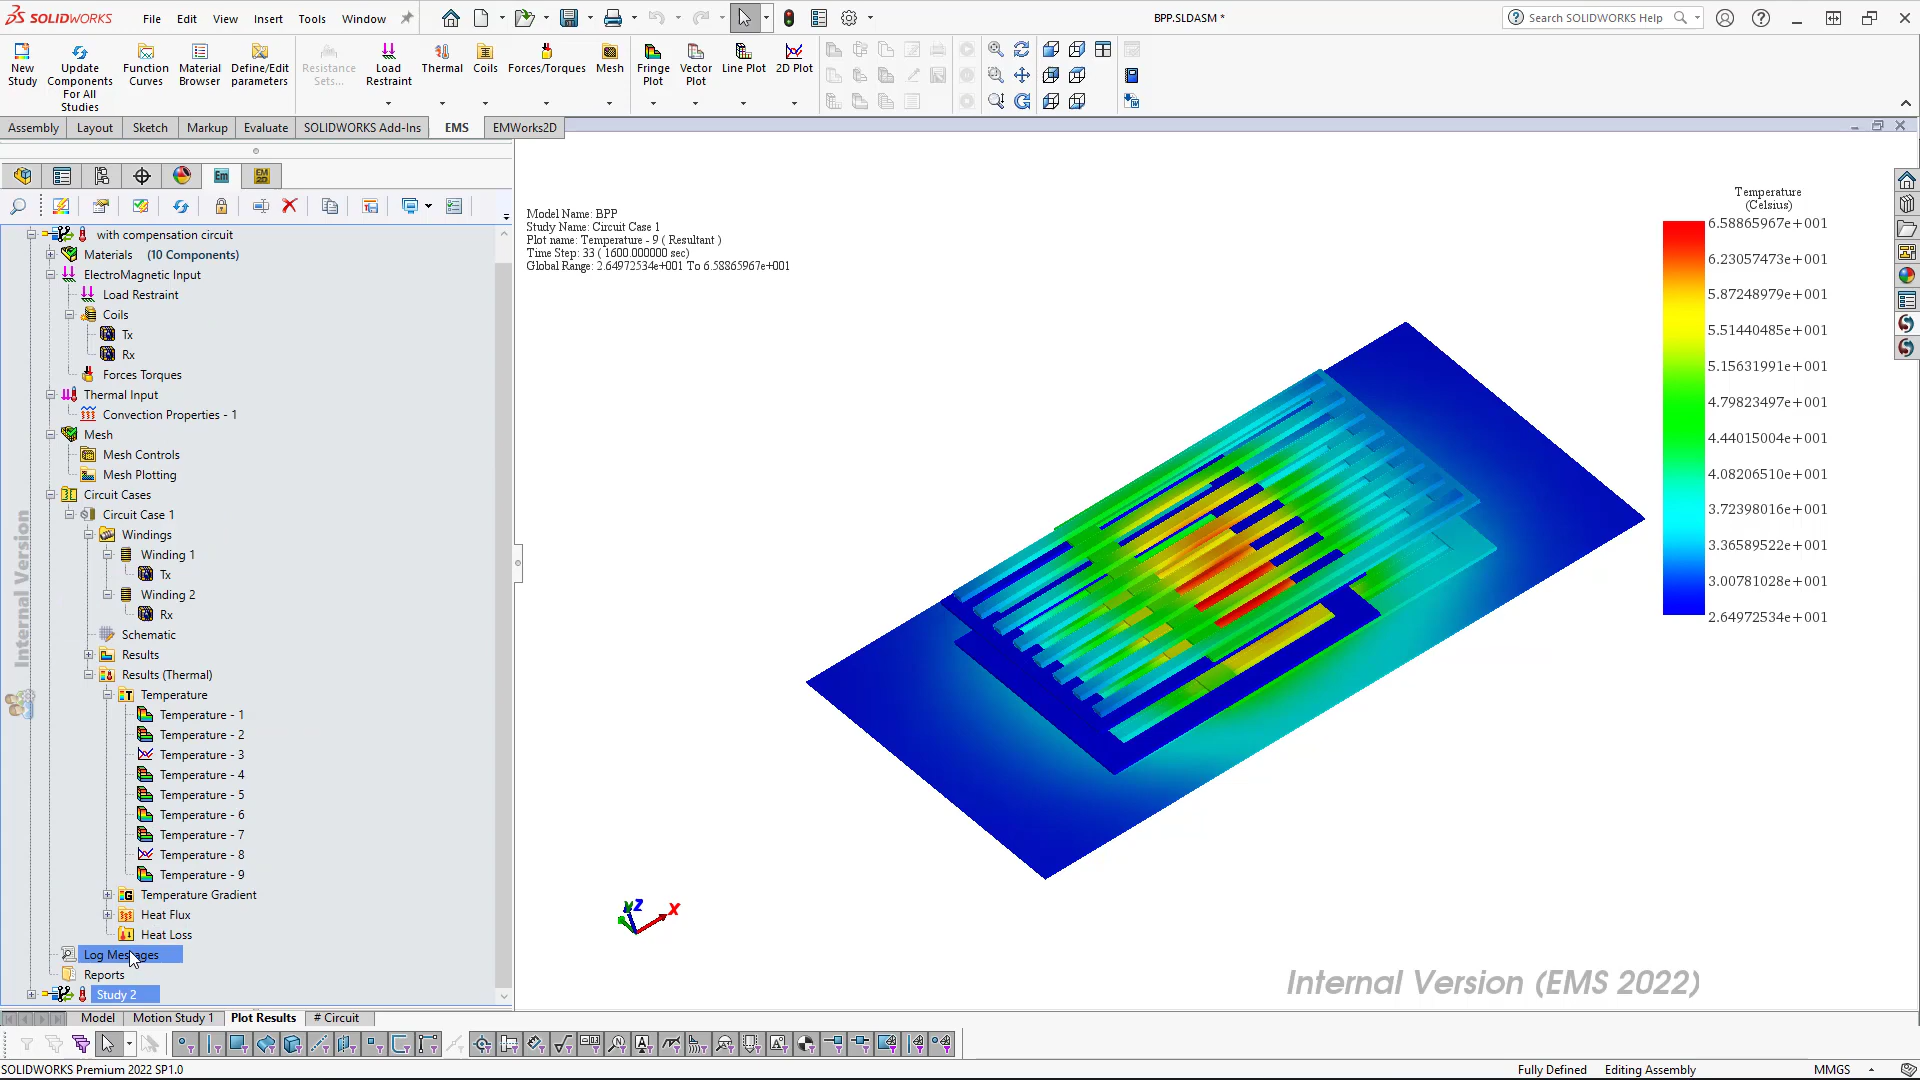 SOLIDWORKS
File Edit View Insert Tools Window
BPP.SLDASM *
Search SOLIDWORKS Help
New Study
Update Components For All Studies
Function Curves
Material Browser
Define/Edit parameters
Resistance Sets...
Load Restraint
Thermal
Coils
Forces/Torques
Mesh
Fringe Plot
Vector Plot
Line Plot
2D Plot
Assembly Layout Sketch Markup Evaluate SOLIDWORKS Add-Ins EMS EMWorks2D
with compensation circuit
Materials (10 Components)
ElectroMagnetic Input
Load Restraint
Coils
Tx
Rx
Forces Torques
Thermal Input
Convection Properties - 1
Mesh
Mesh Controls
Mesh Plotting
Circuit Cases
Circuit Case 1
Windings
Winding 1
Tx
Winding 2
Rx
Schematic
Results
Results (Thermal)
Temperature
Temperature - 1
Temperature - 2
Temperature - 3
Temperature - 4
Temperature - 5
Temperature - 6
Temperature - 7
Temperature - 8
Temperature - 9
Temperature Gradient
Heat Flux
Heat Loss
Log Messages
Reports
Study 2
Internal Version
Model Name: BPP
Study Name: Circuit Case 1
Plot name: Temperature - 9 ( Resultant )
Time Step: 33 ( 1600.000000 sec)
Global Range: 2.64972534e+001 To 6.58865967e+001
Temperature
(Celsius)
6.58865967e+001
6.23057473e+001
5.87248979e+001
5.51440485e+001
5.15631991e+001
4.79823497e+001
4.44015004e+001
4.08206510e+001
3.72398016e+001
3.36589522e+001
3.00781028e+001
2.64972534e+001
Z
X
Internal Version (EMS 2022)
Model Motion Study 1 Plot Results # Circuit
SOLIDWORKS Premium 2022 SP1.0
Fully Defined Editing Assembly MMGS